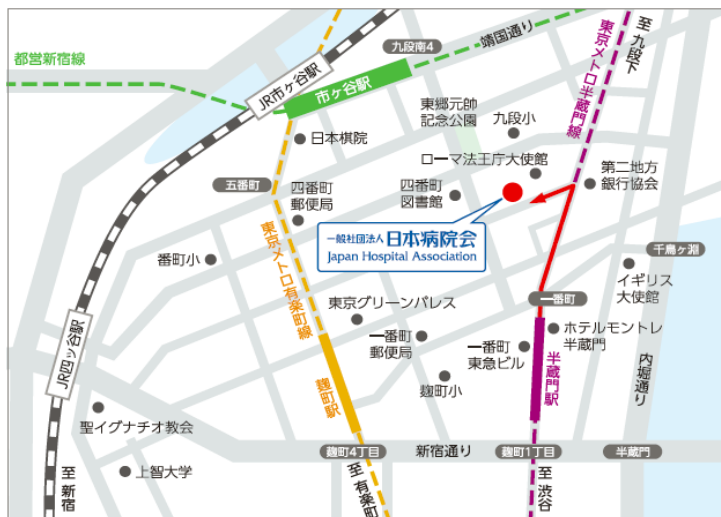 都営新宿線
JR市ケ谷駅
市ケ谷駅
九段南4
靖国通り
東京メトロ半蔵門線
至 九段下
日本棋院
東郷元帥
記念公園
九段小
ローマ法王庁大使館
第二地方
銀行協会
五番町
四番町
郵便局
四番町
図書館
一般社団法人 日本病院会
Japan Hospital Association
番町小
東京メトロ有楽町線
千鳥ヶ淵
イギリス
大使館
一番町
東京グリーンパレス
一番町
郵便局
一番町
東急ビル
ホテルモントレ
半蔵門
半蔵門駅
内堀通り
麹町小
JR四ッ谷駅
麹町駅
聖イグナチオ教会
上智大学
至 新宿
麹町4丁目
新宿通り
麹町1丁目
半蔵門
至 有楽町
至 渋谷